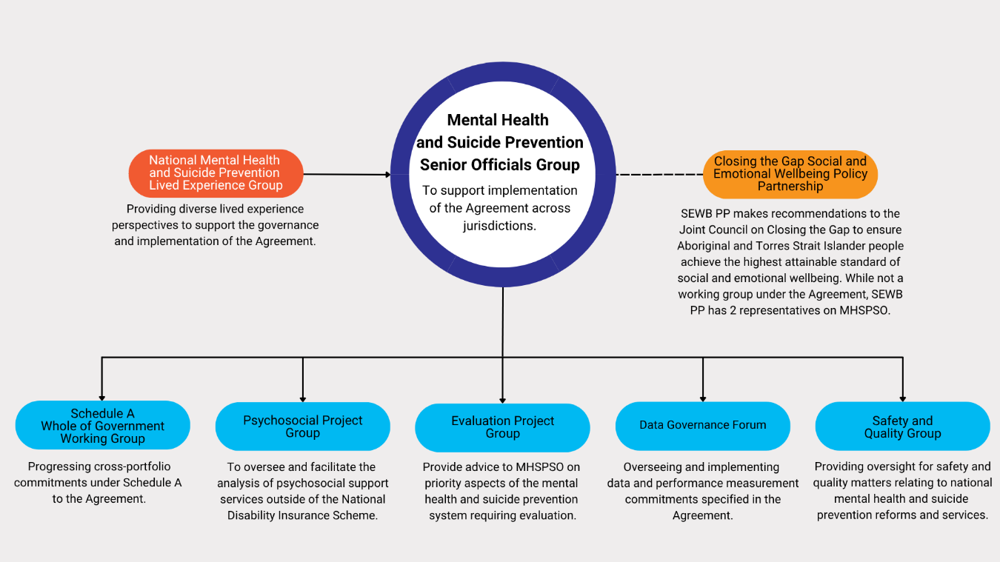 Mental Health
and Suicide Prevention
Senior Officials Group
To support implementation
of the Agreement across
jurisdictions.
National Mental Health
and Suicide Prevention
Lived Experience Group
Providing diverse lived experience
perspectives to support the governance
and implementation of the Agreement.
Closing the Gap Social and
Emotional Wellbeing Policy
Partnership
SEWB PP makes recommendations to the
Joint Council on Closing the Gap to ensure
Aboriginal and Torres Strait Islander people
achieve the highest attainable standard of
social and emotional wellbeing. While not a
working group under the Agreement, SEWB
PP has 2 representatives on MHSPSO.
Schedule A
Whole of Government
Working Group
Progressing cross-portfolio
commitments under Schedule A
to the Agreement.
Psychosocial Project
Group
To oversee and facilitate the
analysis of psychosocial support
services outside of the National
Disability Insurance Scheme.
Evaluation Project
Group
Provide advice to MHSPSO on
priority aspects of the mental
health and suicide prevention
system requiring evaluation.
Data Governance Forum
Overseeing and implementing
data and performance measurement
commitments specified in the
Agreement.
Safety and
Quality Group
Providing oversight for safety and
quality matters relating to national
mental health and suicide
prevention reforms and services.